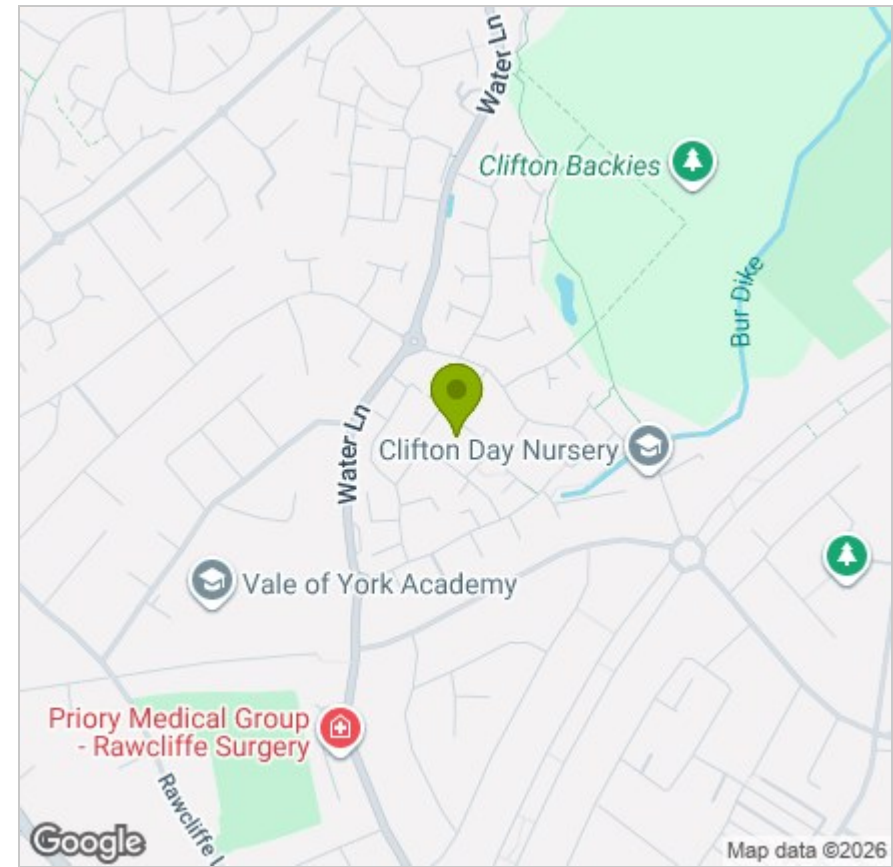 Water Ln
Clifton Backies
Bur Dike
Water Ln
Clifton Day Nursery
Vale of York Academy
Priory Medical Group
- Rawcliffe Surgery
Rawcliffe L
Google
Map data ©2026